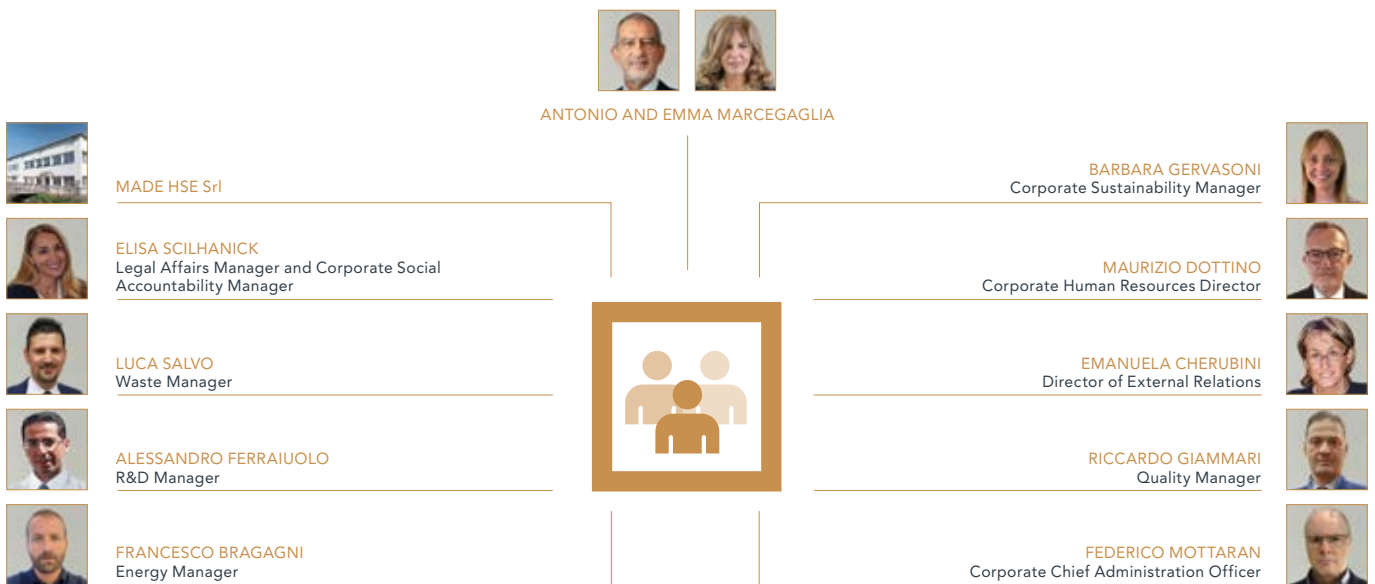 ANTONIO AND EMMA MARCEGAGLIA
MADE HSE Srl
ELISA SCILHANICK
Legal Affairs Manager and Corporate Social
Accountability Manager
LUCA SALVO
Waste Manager
ALESSANDRO FERRAIUOLO
R&D Manager
FRANCESCO BRAGAGNI
Energy Manager
BARBARA GERVASONI
Corporate Sustainability Manager
MAURIZIO DOTTINO
Corporate Human Resources Director
EMANUELA CHERUBINI
Director of External Relations
RICCARDO GIAMMARI
Quality Manager
FEDERICO MOTTARAN
Corporate Chief Administration Officer